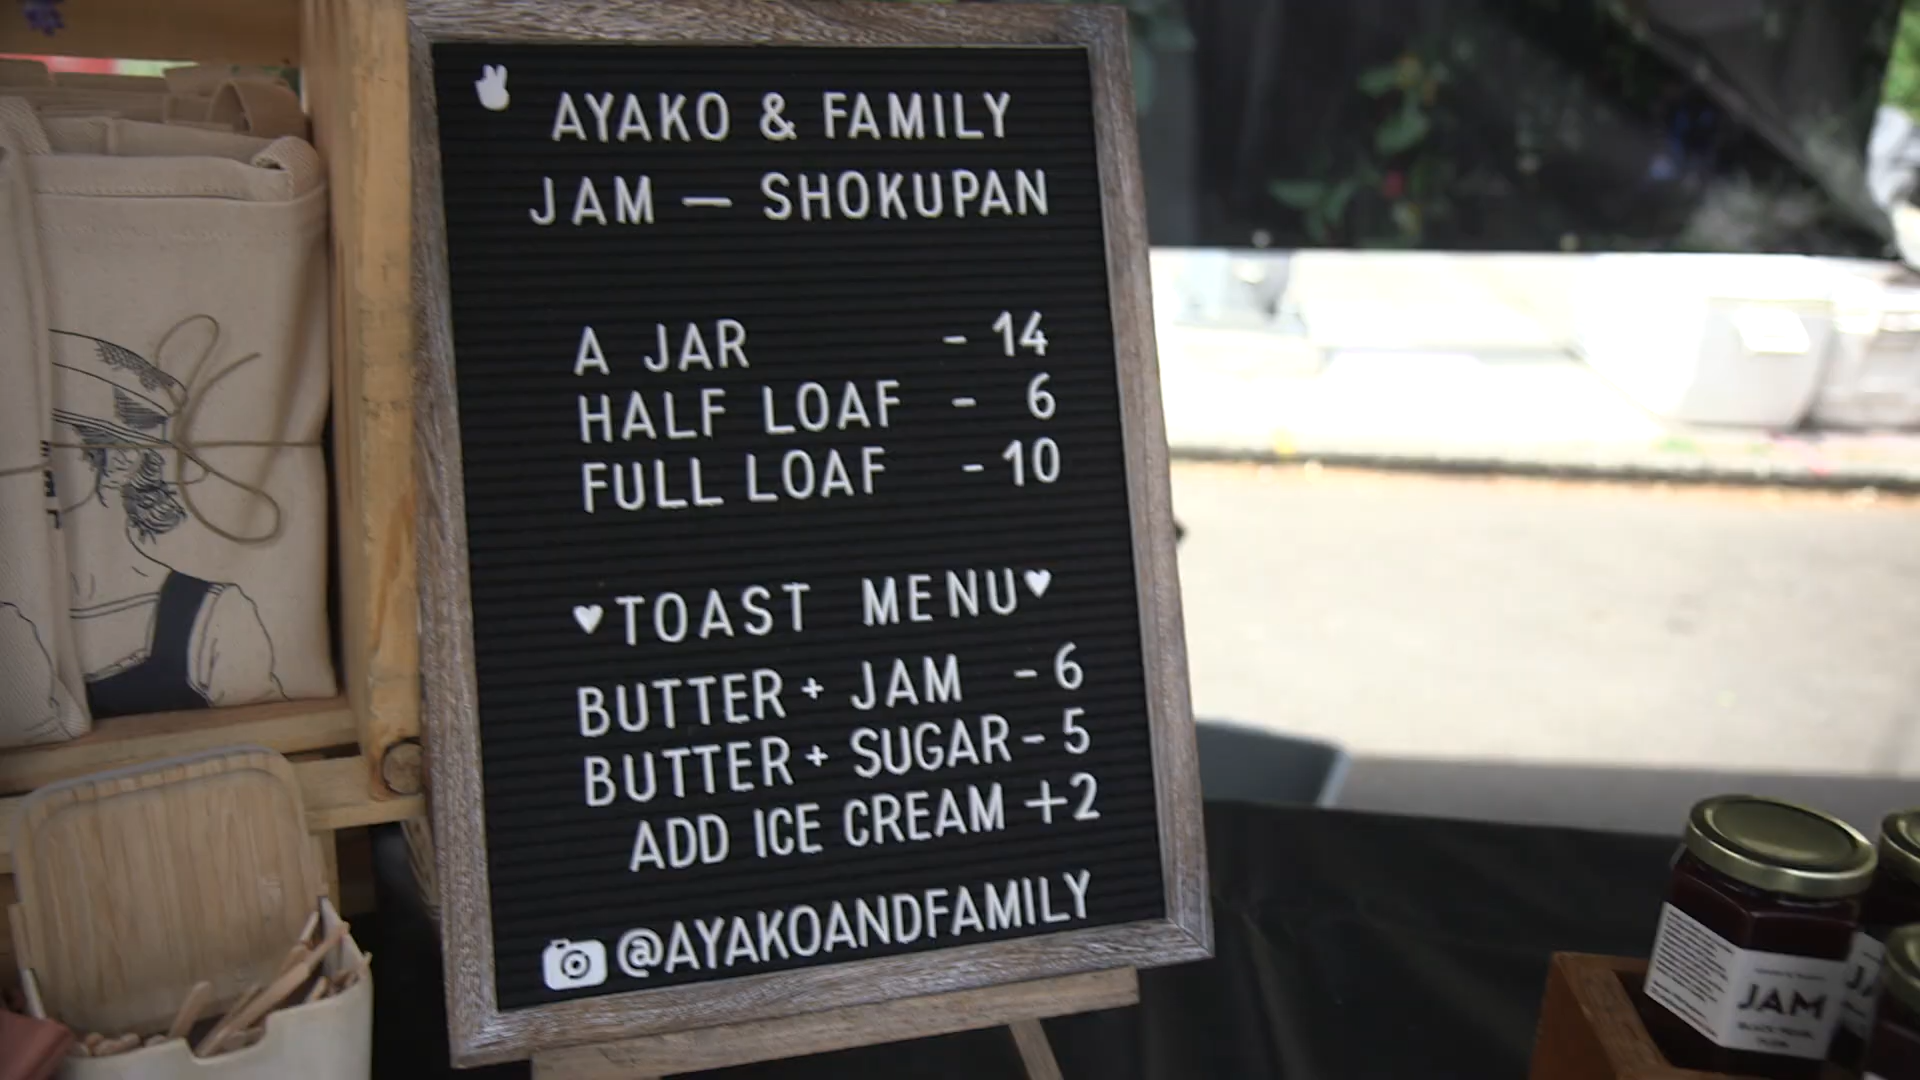 AYAKO & FAMILY
JAM — SHOKUPAN
A JAR - 14
HALF LOAF - 6
FULL LOAF - 10
♥TOAST MENU♥
BUTTER + JAM - 6
BUTTER + SUGAR - 5
ADD ICE CREAM +2
@AYAKOANDFAMILY
JAM